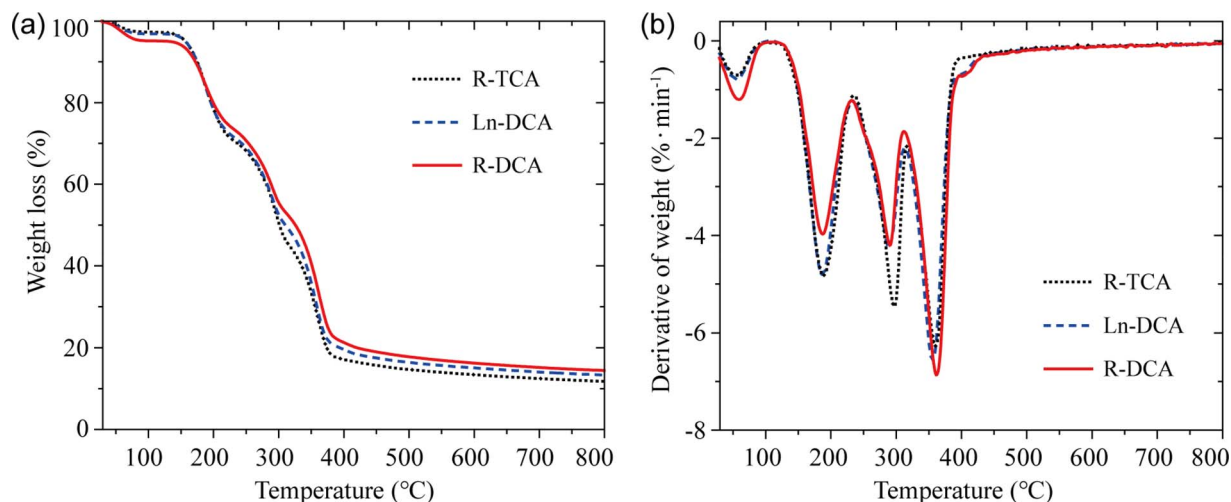 (a)
100
80
60
40
20
0
Weight loss (%)
R-TCA
Ln-DCA
R-DCA
100 200 300 400 500 600 700 800
Temperature (℃)
(b)
0
-2
-4
-6
-8
Derivative of weight (%· min⁻¹)
R-TCA
Ln-DCA
R-DCA
100 200 300 400 500 600 700 800
Temperature (℃)